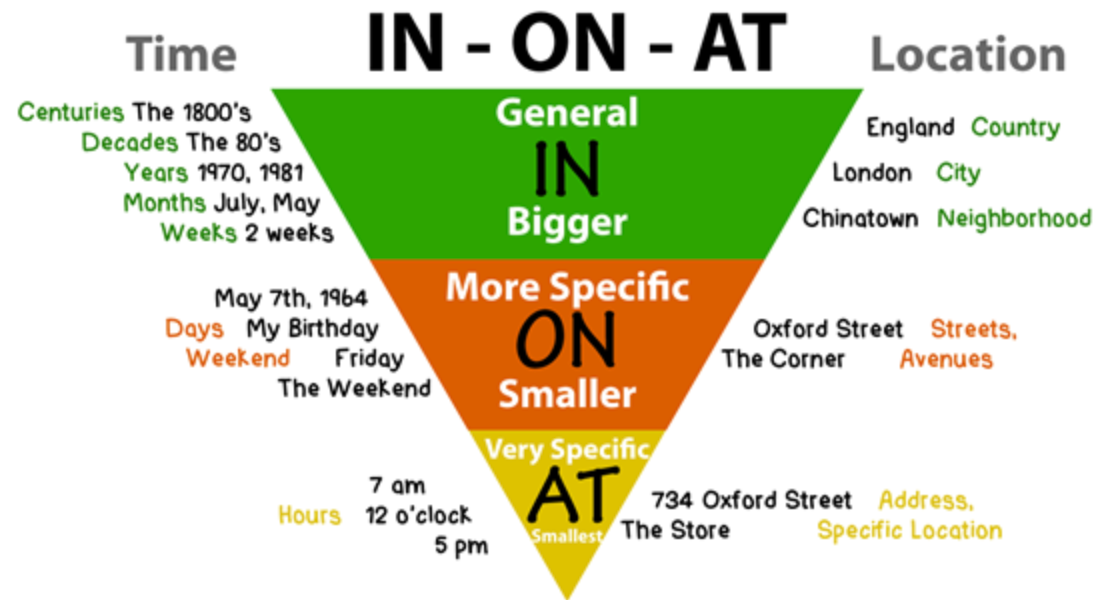 IN - ON - AT
Time
Location
Centuries The 1800's
Decades The 80's
Years 1970, 1981
Months July, May
Weeks 2 weeks
General
IN
Bigger
England Country
London City
Chinatown Neighborhood
May 7th, 1964
Days My Birthday
Weekend Friday
The Weekend
More Specific
ON
Smaller
Oxford Street Streets,
The Corner Avenues
7 am
Hours 12 o'clock
5 pm
Very Specific
AT
Smallest
734 Oxford Street Address,
The Store Specific Location